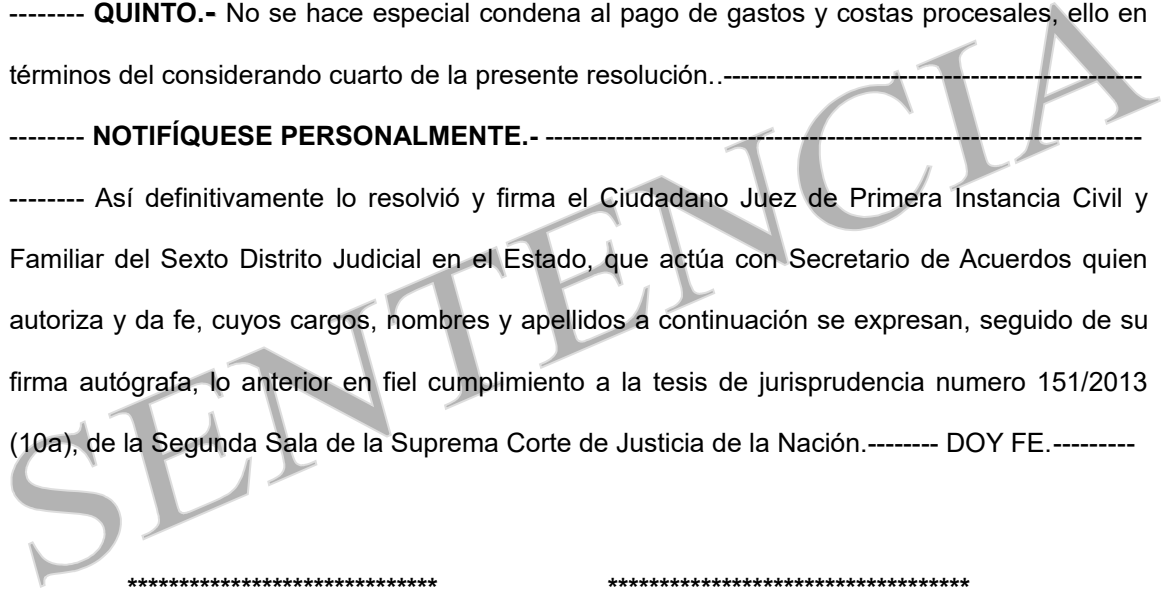 -------- QUINTO.- No se hace especial condena al pago de gastos y costas procesales, ello en
términos del considerando cuarto de la presente resolución..-----------------------------------------------
-------- NOTIFÍQUESE PERSONALMENTE.- --------------------------------------------------------------------
-------- Así definitivamente lo resolvió y firma el Ciudadano Juez de Primera Instancia Civil y
Familiar del Sexto Distrito Judicial en el Estado, que actúa con Secretario de Acuerdos quien
autoriza y da fe, cuyos cargos, nombres y apellidos a continuación se expresan, seguido de su
firma autógrafa, lo anterior en fiel cumplimiento a la tesis de jurisprudencia numero 151/2013
(10a), de la Segunda Sala de la Suprema Corte de Justicia de la Nación.-------- DOY FE.---------
****************************** ***********************************
SENTENCIA